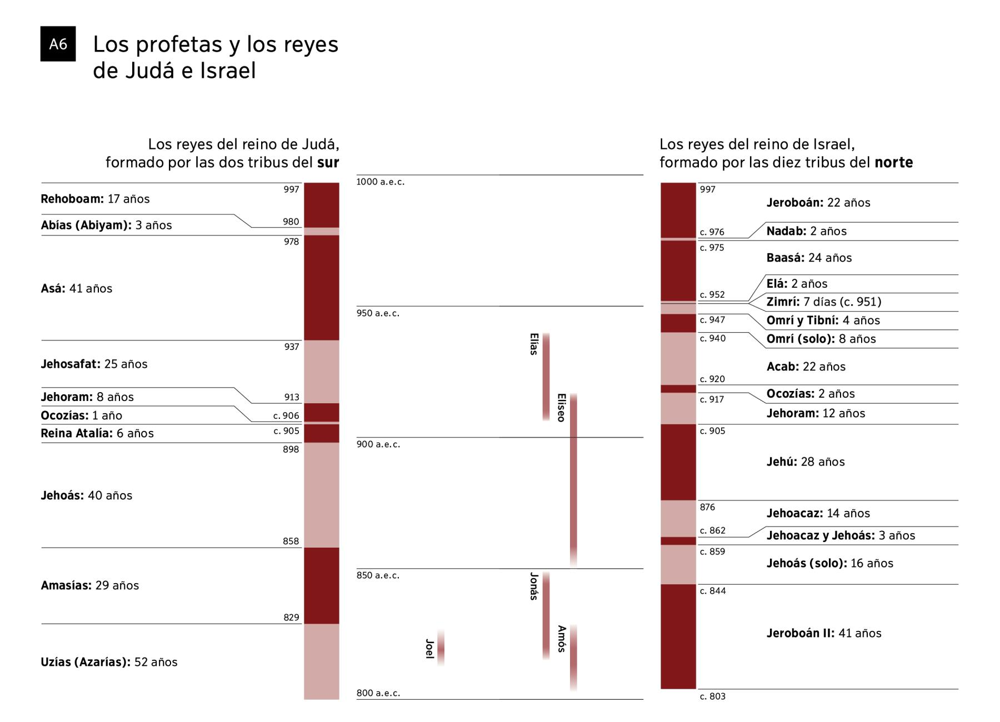 A6
Los profetas y los reyes
de Judá e Israel
Los reyes del reino de Judá,
formado por las dos tribus del sur
997
Rehoboam: 17 años
980
Abías (Abiyam): 3 años
978
Asá: 41 años
937
Jehosafat: 25 años
913
Jehoram: 8 años
c. 906
Ocozías: 1 año
c. 905
Reina Atalía: 6 años
898
Jehoás: 40 años
858
Amasías: 29 años
829
Uzías (Azarías): 52 años
1000 a.e.c.
950 a.e.c.
Elías
Eliseo
900 a.e.c.
850 a.e.c.
Jonás
Amós
Joel
800 a.e.c.
Los reyes del reino de Israel,
formado por las diez tribus del norte
997
Jeroboán: 22 años
c. 976
Nadab: 2 años
c. 975
Baasá: 24 años
c. 952
Elá: 2 años
Zimrí: 7 días (c. 951)
c. 947
Omrí y Tibní: 4 años
c. 940
Omrí (solo): 8 años
Acab: 22 años
c. 920
Ocozías: 2 años
c. 917
Jehoram: 12 años
c. 905
Jehú: 28 años
876
Jehoacaz: 14 años
c. 862
Jehoacaz y Jehoás: 3 años
c. 859
Jehoás (solo): 16 años
c. 844
Jeroboán II: 41 años
c. 803